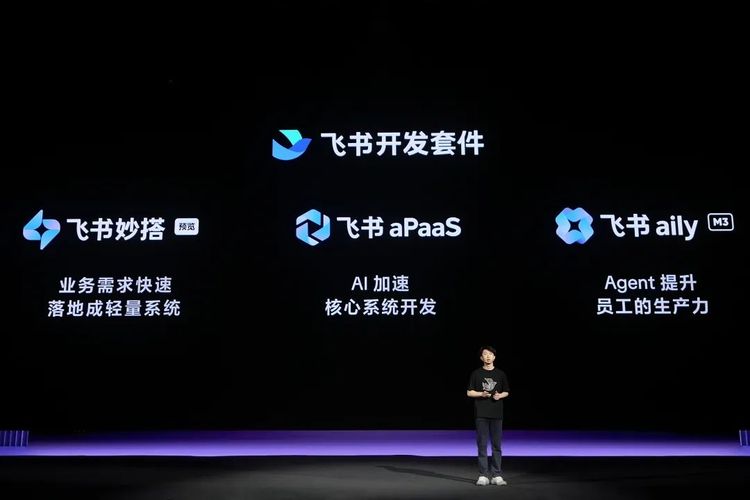 飞书开发套件
飞书妙搭 预览
业务需求快速
落地成轻量系统
飞书 aPaaS
AI 加速
核心系统开发
飞书 aily M3
Agent 提升
员工的生产力